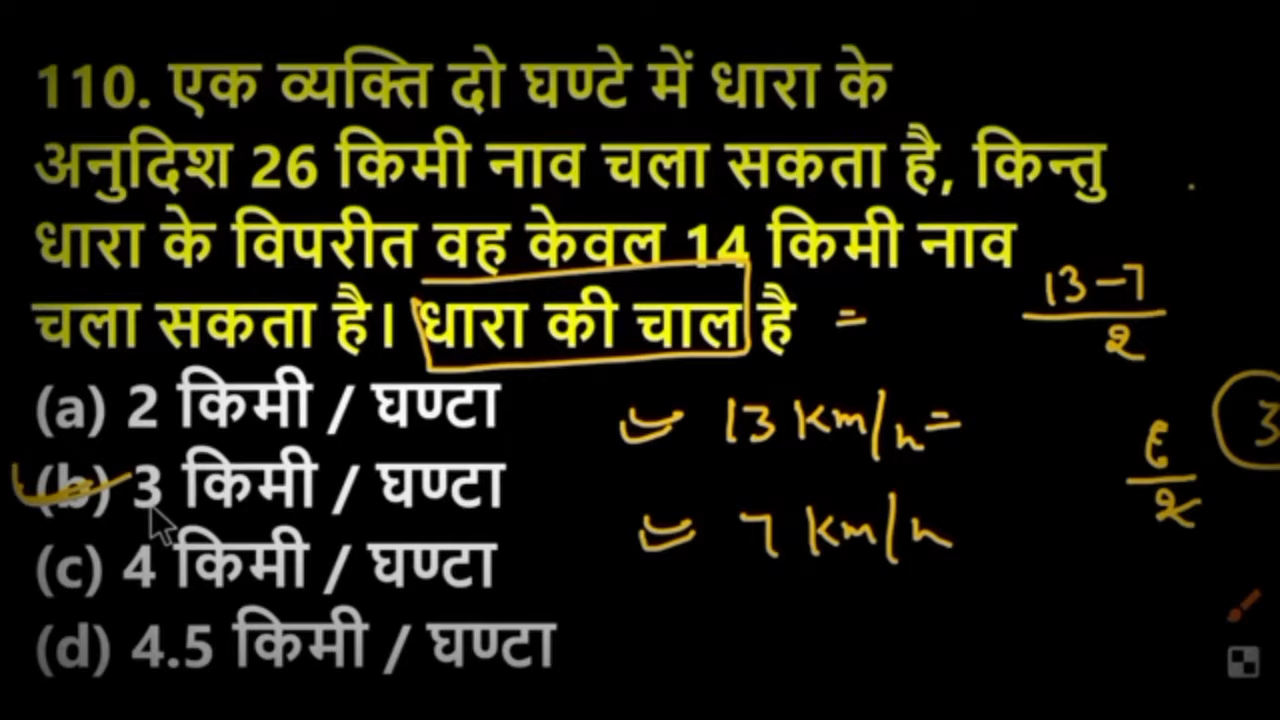 110. एक व्यक्ति दो घण्टे में धारा के
अनुदिश 26 किमी नाव चला सकता है, किन्तु
धारा के विपरीत वह केवल 14 किमी नाव
चला सकता है। धारा की चाल है =
13-7
2
(a) 2 किमी / घण्टा
13 km/h =
6
2
3
(b) 3 किमी / घण्टा
7 km/h
(c) 4 किमी / घण्टा
(d) 4.5 किमी / घण्टा